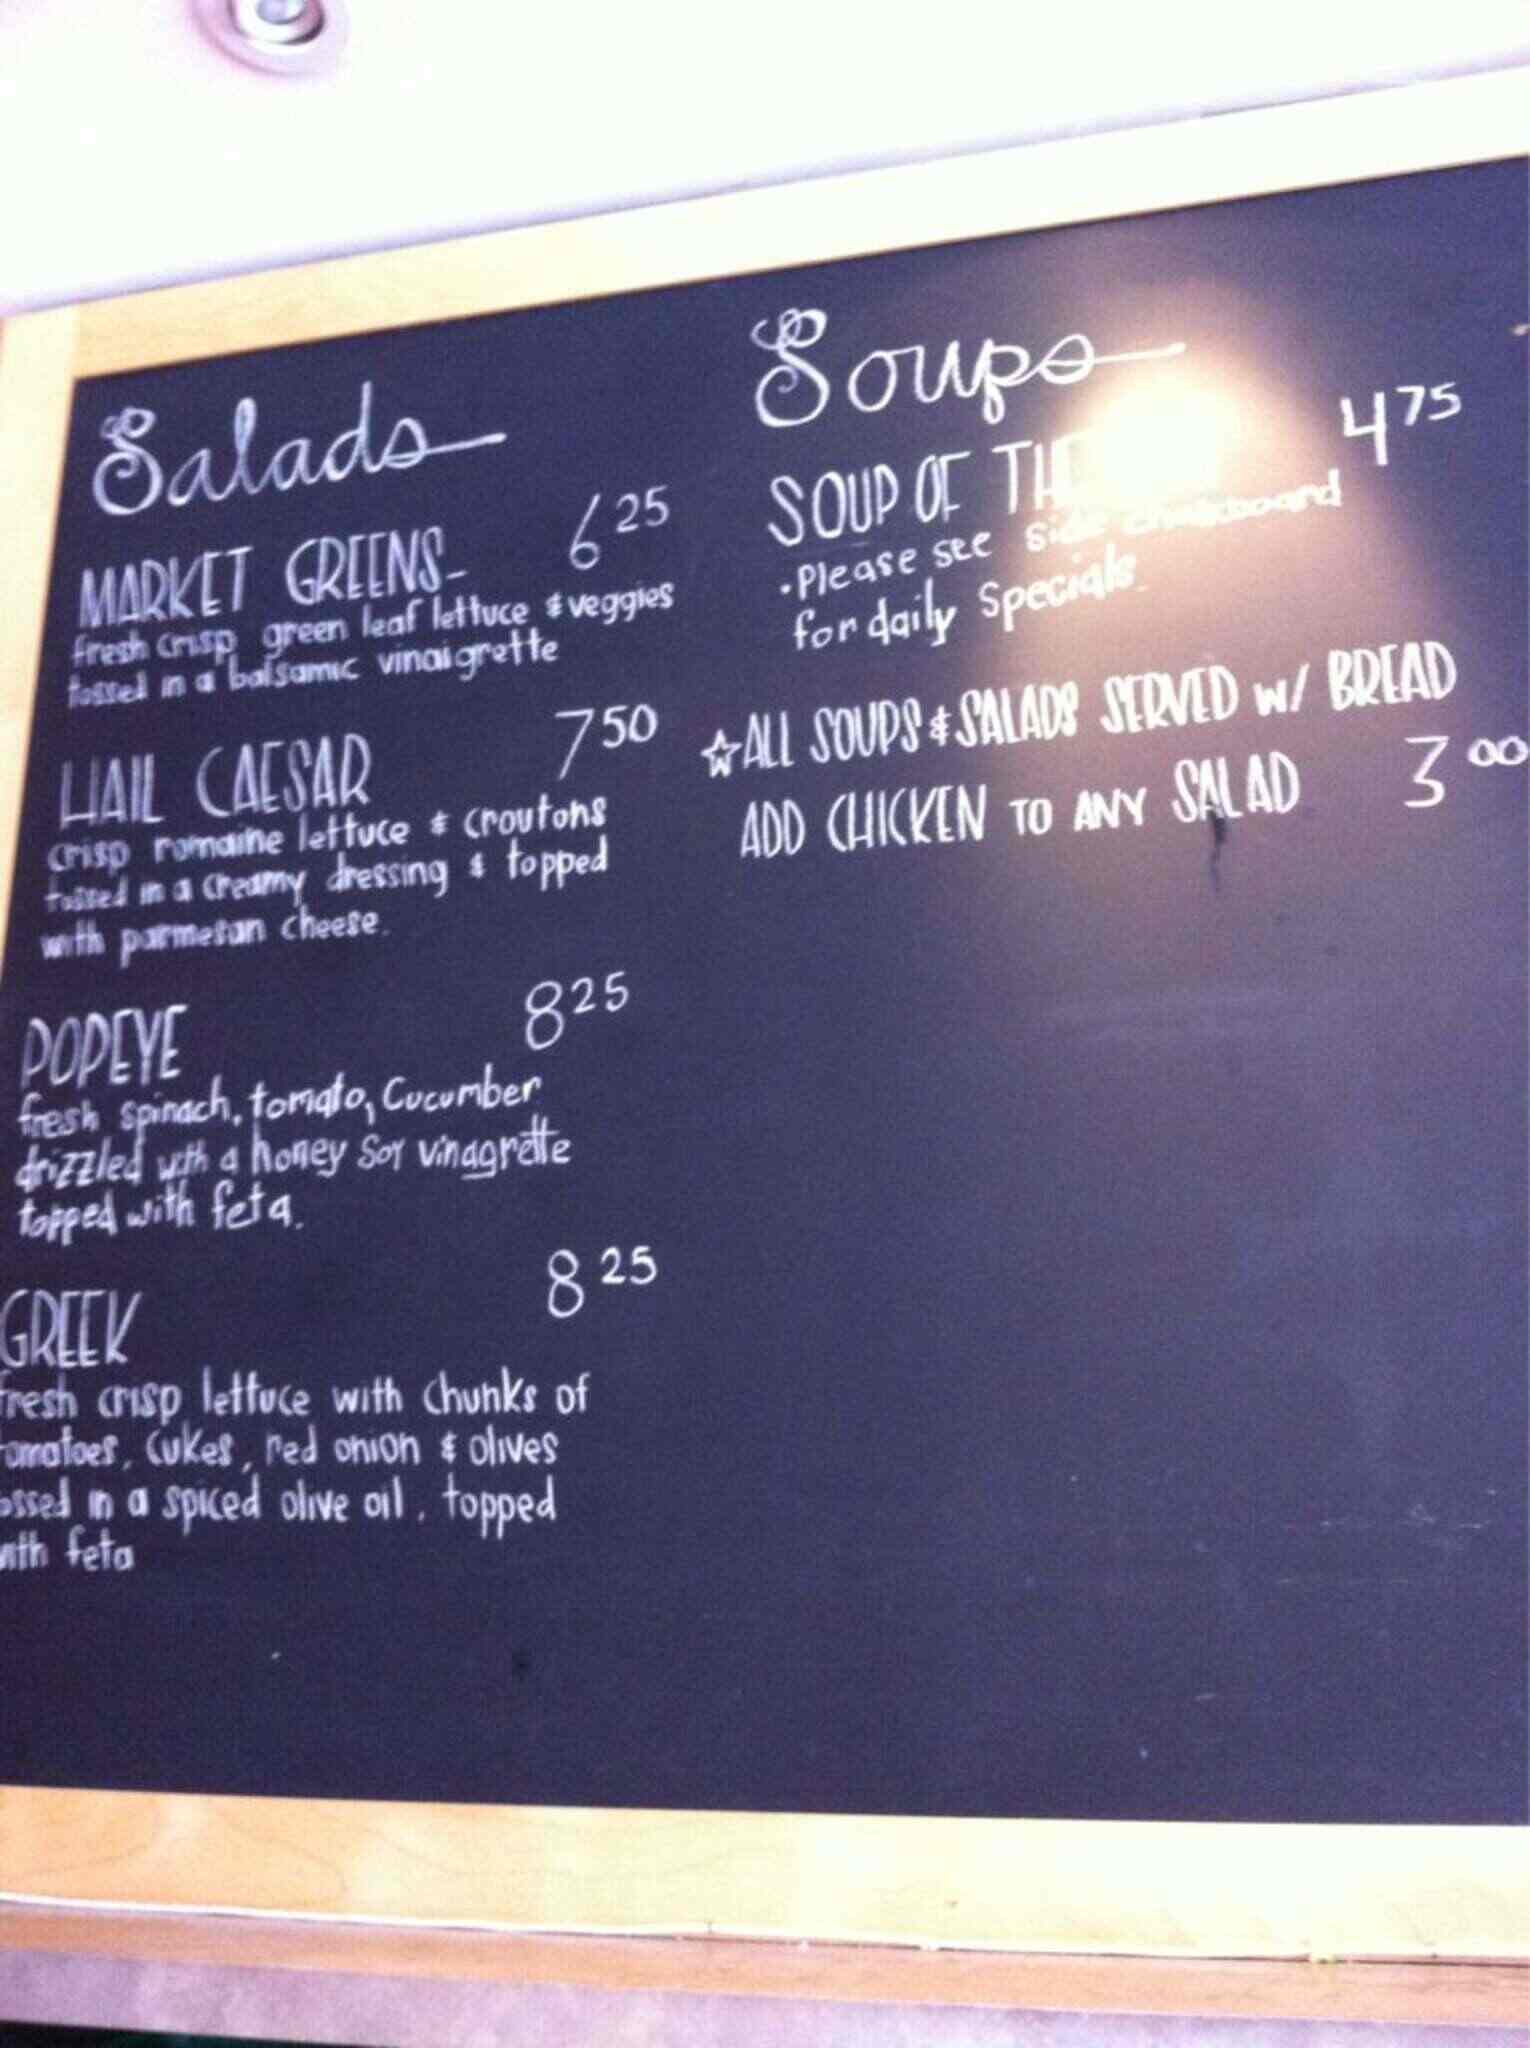 Salads
MARKET GREENS- 6 25
fresh crisp green leaf lettuce & veggies
tossed in a balsamic vinaigrette
HAIL CAESAR 7 50
crisp romaine lettuce & croutons
tossed in a creamy dressing & topped
with parmesan cheese.
POPEYE 8 25
fresh spinach, tomato, cucumber
drizzled with a honey soy vinagrette
topped with feta.
GREEK 8 25
fresh crisp lettuce with chunks of
tomatoes, cukes, red onion & olives
tossed in a spiced olive oil. topped
with feta
Soups
SOUP OF THE 4 75
• Please see side chalkboard
for daily specials.
☆ ALL SOUPS & SALADS SERVED W/ BREAD
ADD CHICKEN TO ANY SALAD 3 00